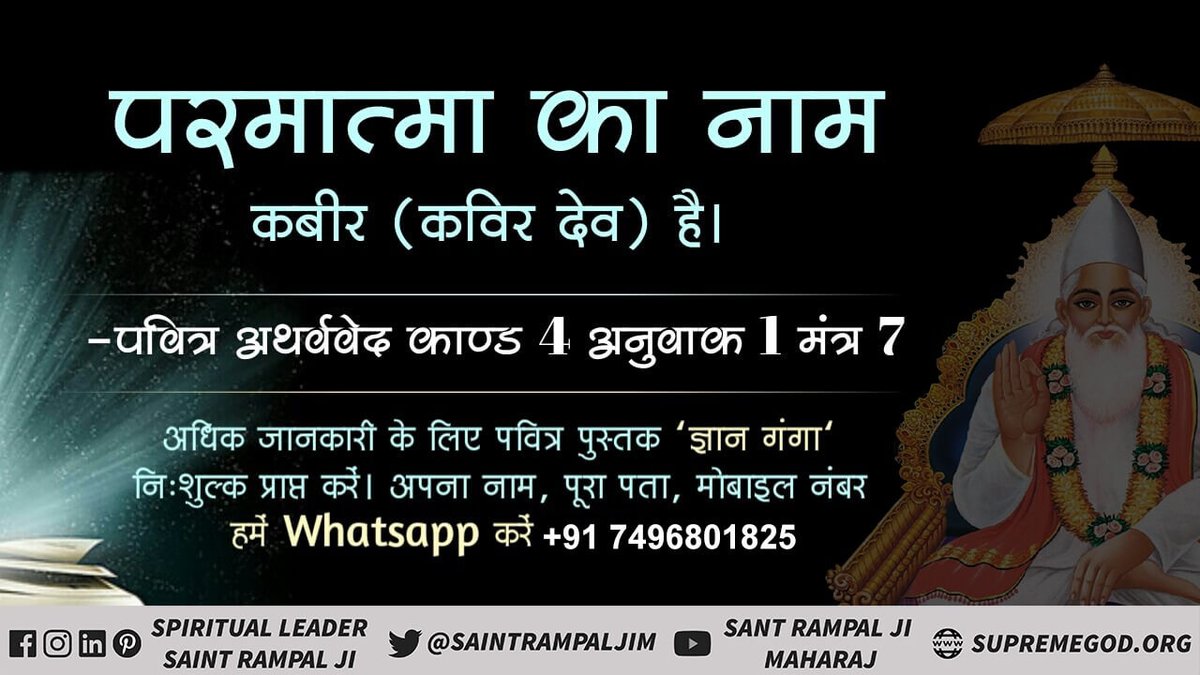 परमात्मा का नाम
कबीर (कविर देव) है।
-पवित्र अथर्ववेद काण्ड 4 अनुवाक 1 मंत्र 7
अधिक जानकारी के लिए पवित्र पुस्तक ‘ज्ञान गंगा‘
निःशुल्क प्राप्त करें। अपना नाम, पूरा पता, मोबाइल नंबर
हमें Whatsapp करें +91 7496801825
SPIRITUAL LEADER
SAINT RAMPAL JI
@SAINTRAMPALJIM
SANT RAMPAL JI
MAHARAJ
SUPREMEGOD.ORG